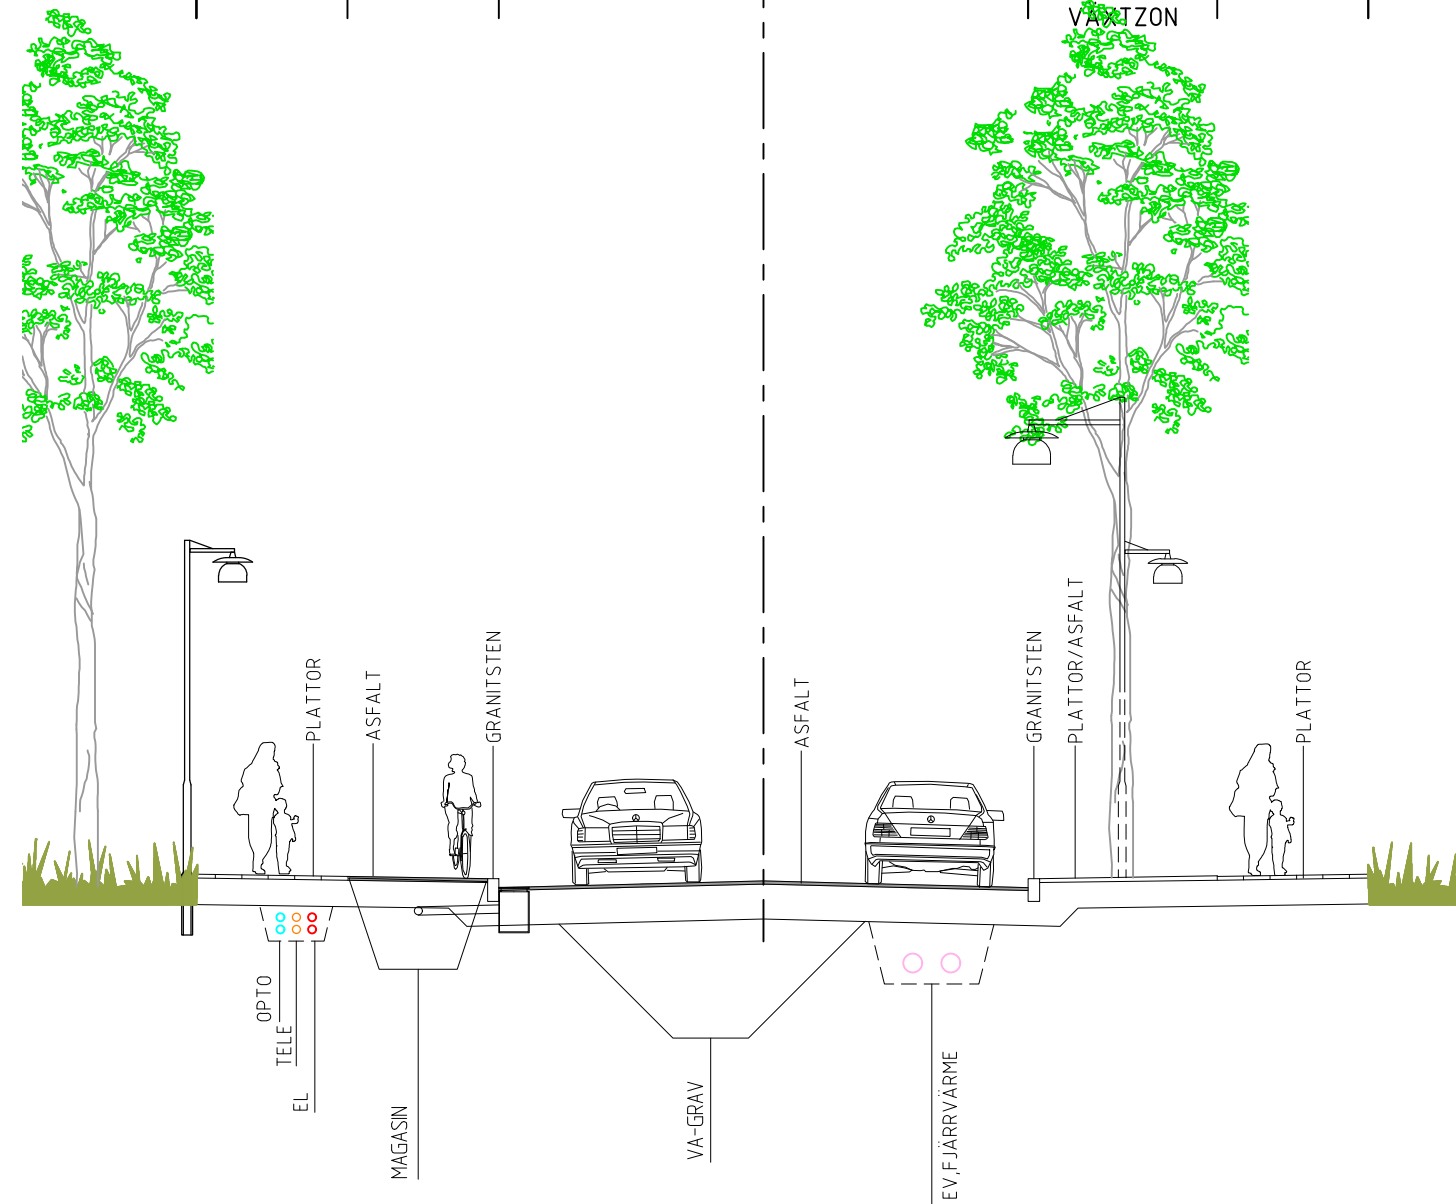 VÄXTZON
PLATTOR
ASFALT
GRANITSTEN
ASFALT
GRANITSTEN
PLATTOR/ASFALT
PLATTOR
OPTO
TELE
EL
MAGASIN
VA-GRAV
EV,FJÄRRVÄRME